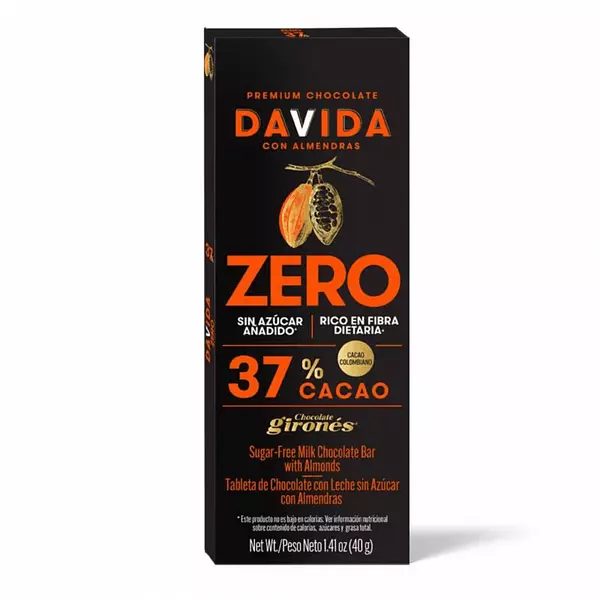 PREMIUM CHOCOLATE
DAVIDA
CON ALMENDRAS
ZERO
SIN AZÚCAR AÑADIDO*
RICO EN FIBRA DIETARIA*
37% CACAO
CACAO COLOMBIANO
Chocolate
gironés
Sugar-Free Milk Chocolate Bar
with Almonds
Tableta de Chocolate con Leche sin Azúcar
con Almendras
* Este producto no es bajo en calorías. Ver información nutricional
sobre contenido de calorías, azúcares y grasa total.
Net Wt./Peso Neto 1.41 oz (40 g)
37%
DAVIDA